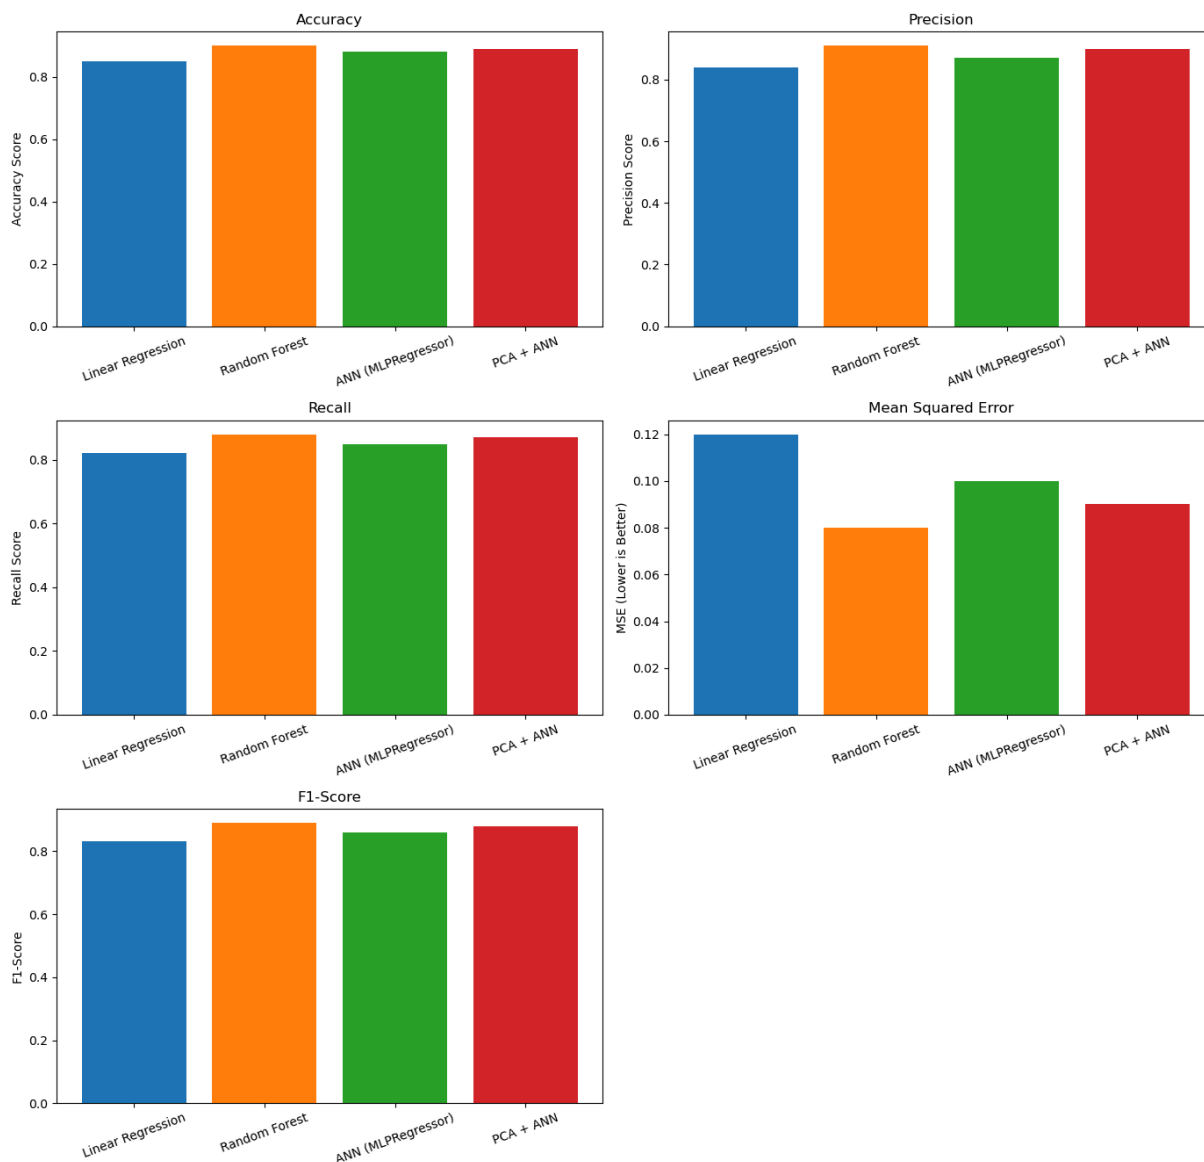 Accuracy
Accuracy Score
0.8
0.6
0.4
0.2
0.0
Linear Regression
Random Forest
ANN (MLPRegressor)
PCA + ANN
Precision
Precision Score
0.8
0.6
0.4
0.2
0.0
Linear Regression
Random Forest
ANN (MLPRegressor)
PCA + ANN
Recall
Recall Score
0.8
0.6
0.4
0.2
0.0
Linear Regression
Random Forest
ANN (MLPRegressor)
PCA + ANN
Mean Squared Error
MSE (Lower is Better)
0.12
0.10
0.08
0.06
0.04
0.02
0.00
Linear Regression
Random Forest
ANN (MLPRegressor)
PCA + ANN
F1-Score
F1-Score
0.8
0.6
0.4
0.2
0.0
Linear Regression
Random Forest
ANN (MLPRegressor)
PCA + ANN